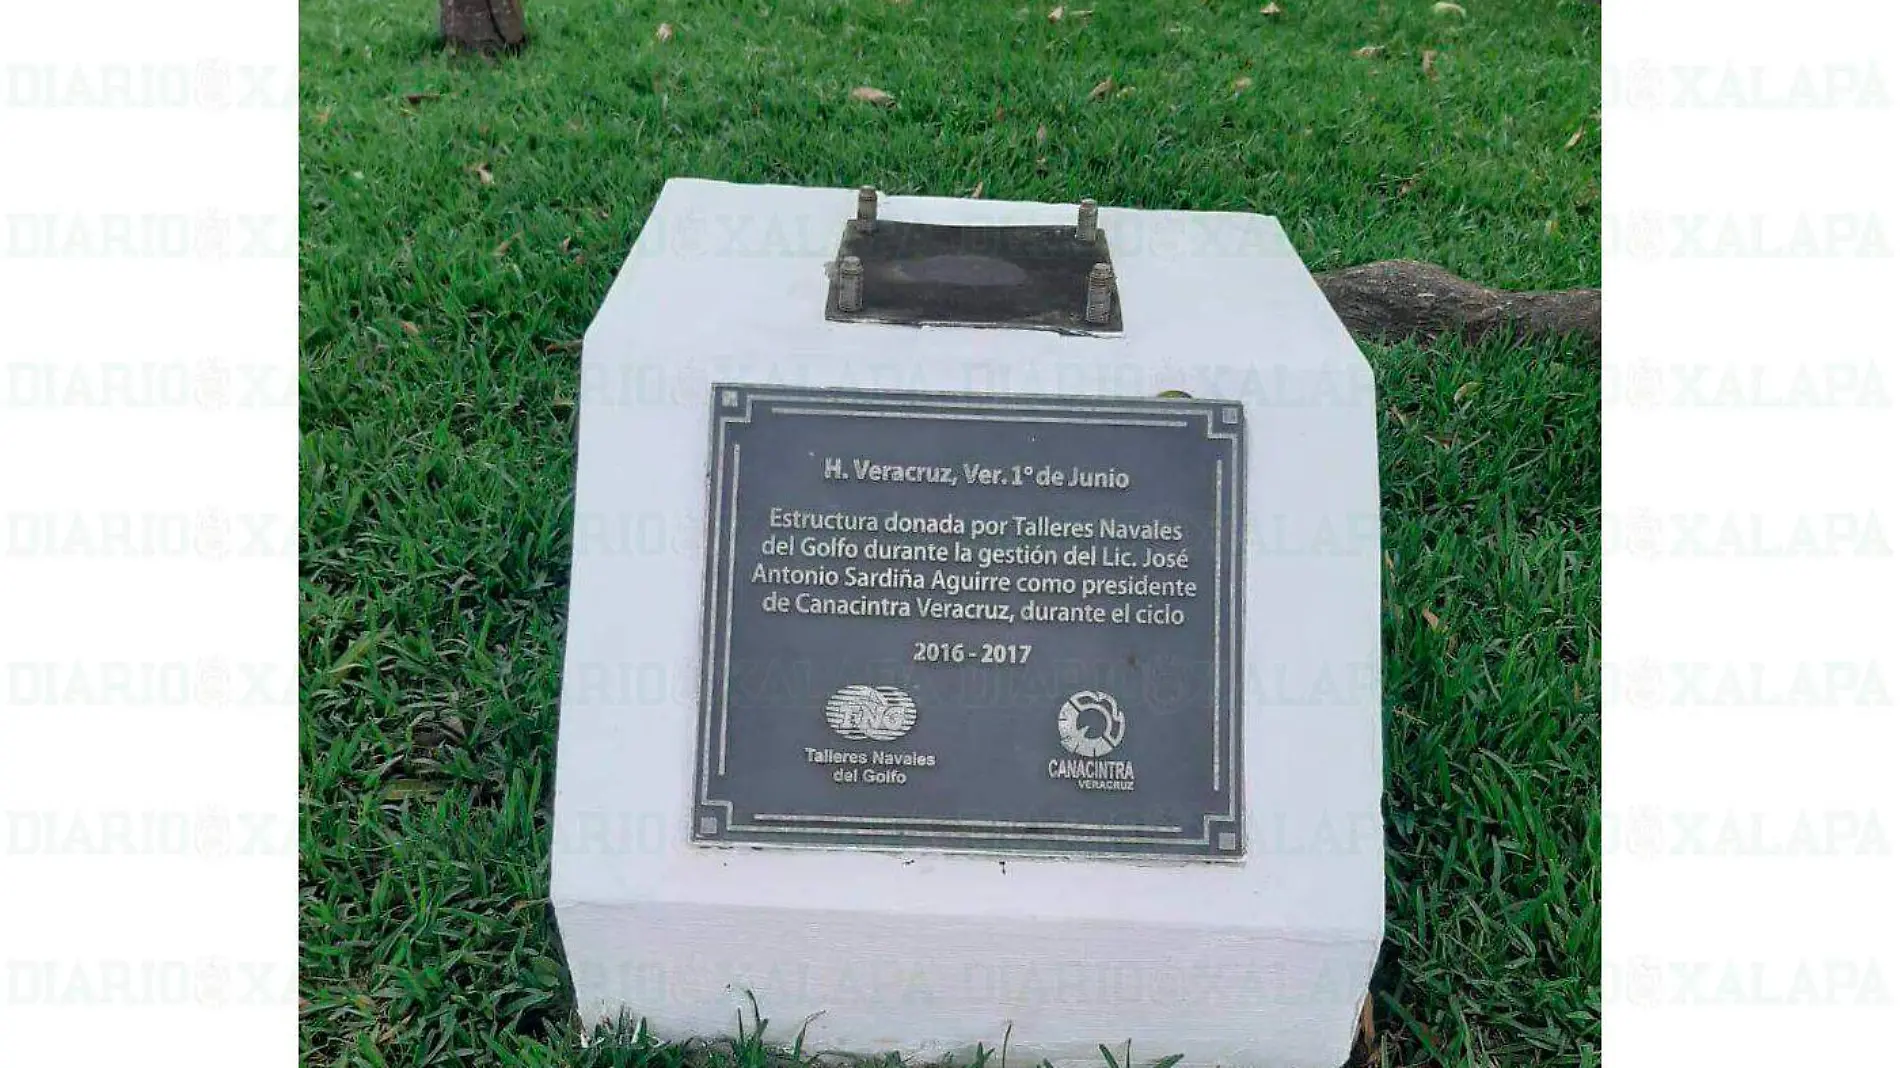 H. Veracruz, Ver. 1° de Junio
Estructura donada por Talleres Navales
del Golfo durante la gestión del Lic. José
Antonio Sardiña Aguirre como presidente
de Canacintra Veracruz, durante el ciclo
2016 - 2017
TNG
Talleres Navales
del Golfo
CANACINTRA
VERACRUZ
DIARIO XALAPA